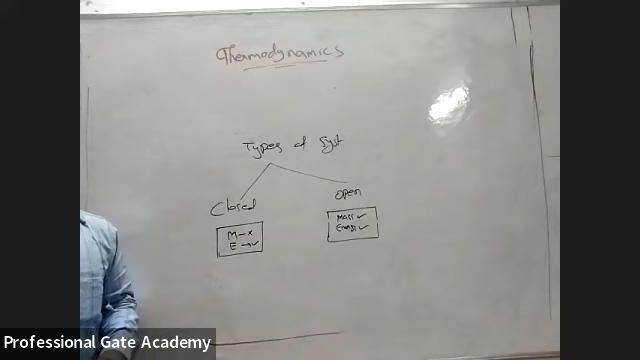 Thermodynamics
Types of Syst
Closed
Open
M - x
E - ✓
Mass ✓
Energy ✓
Professional Gate Academy